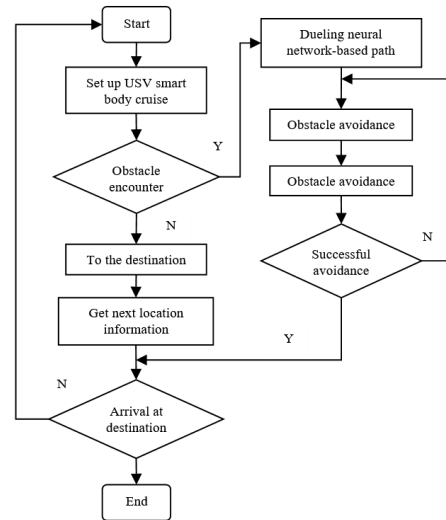 Start
Set up USV smart
body cruise
Y
Obstacle
encounter
N
To the destination
Get next location
information
N
Arrival at
destination
End
Dueling neural
network-based path
Obstacle avoidance
Obstacle avoidance
N
Successful
avoidance
Y